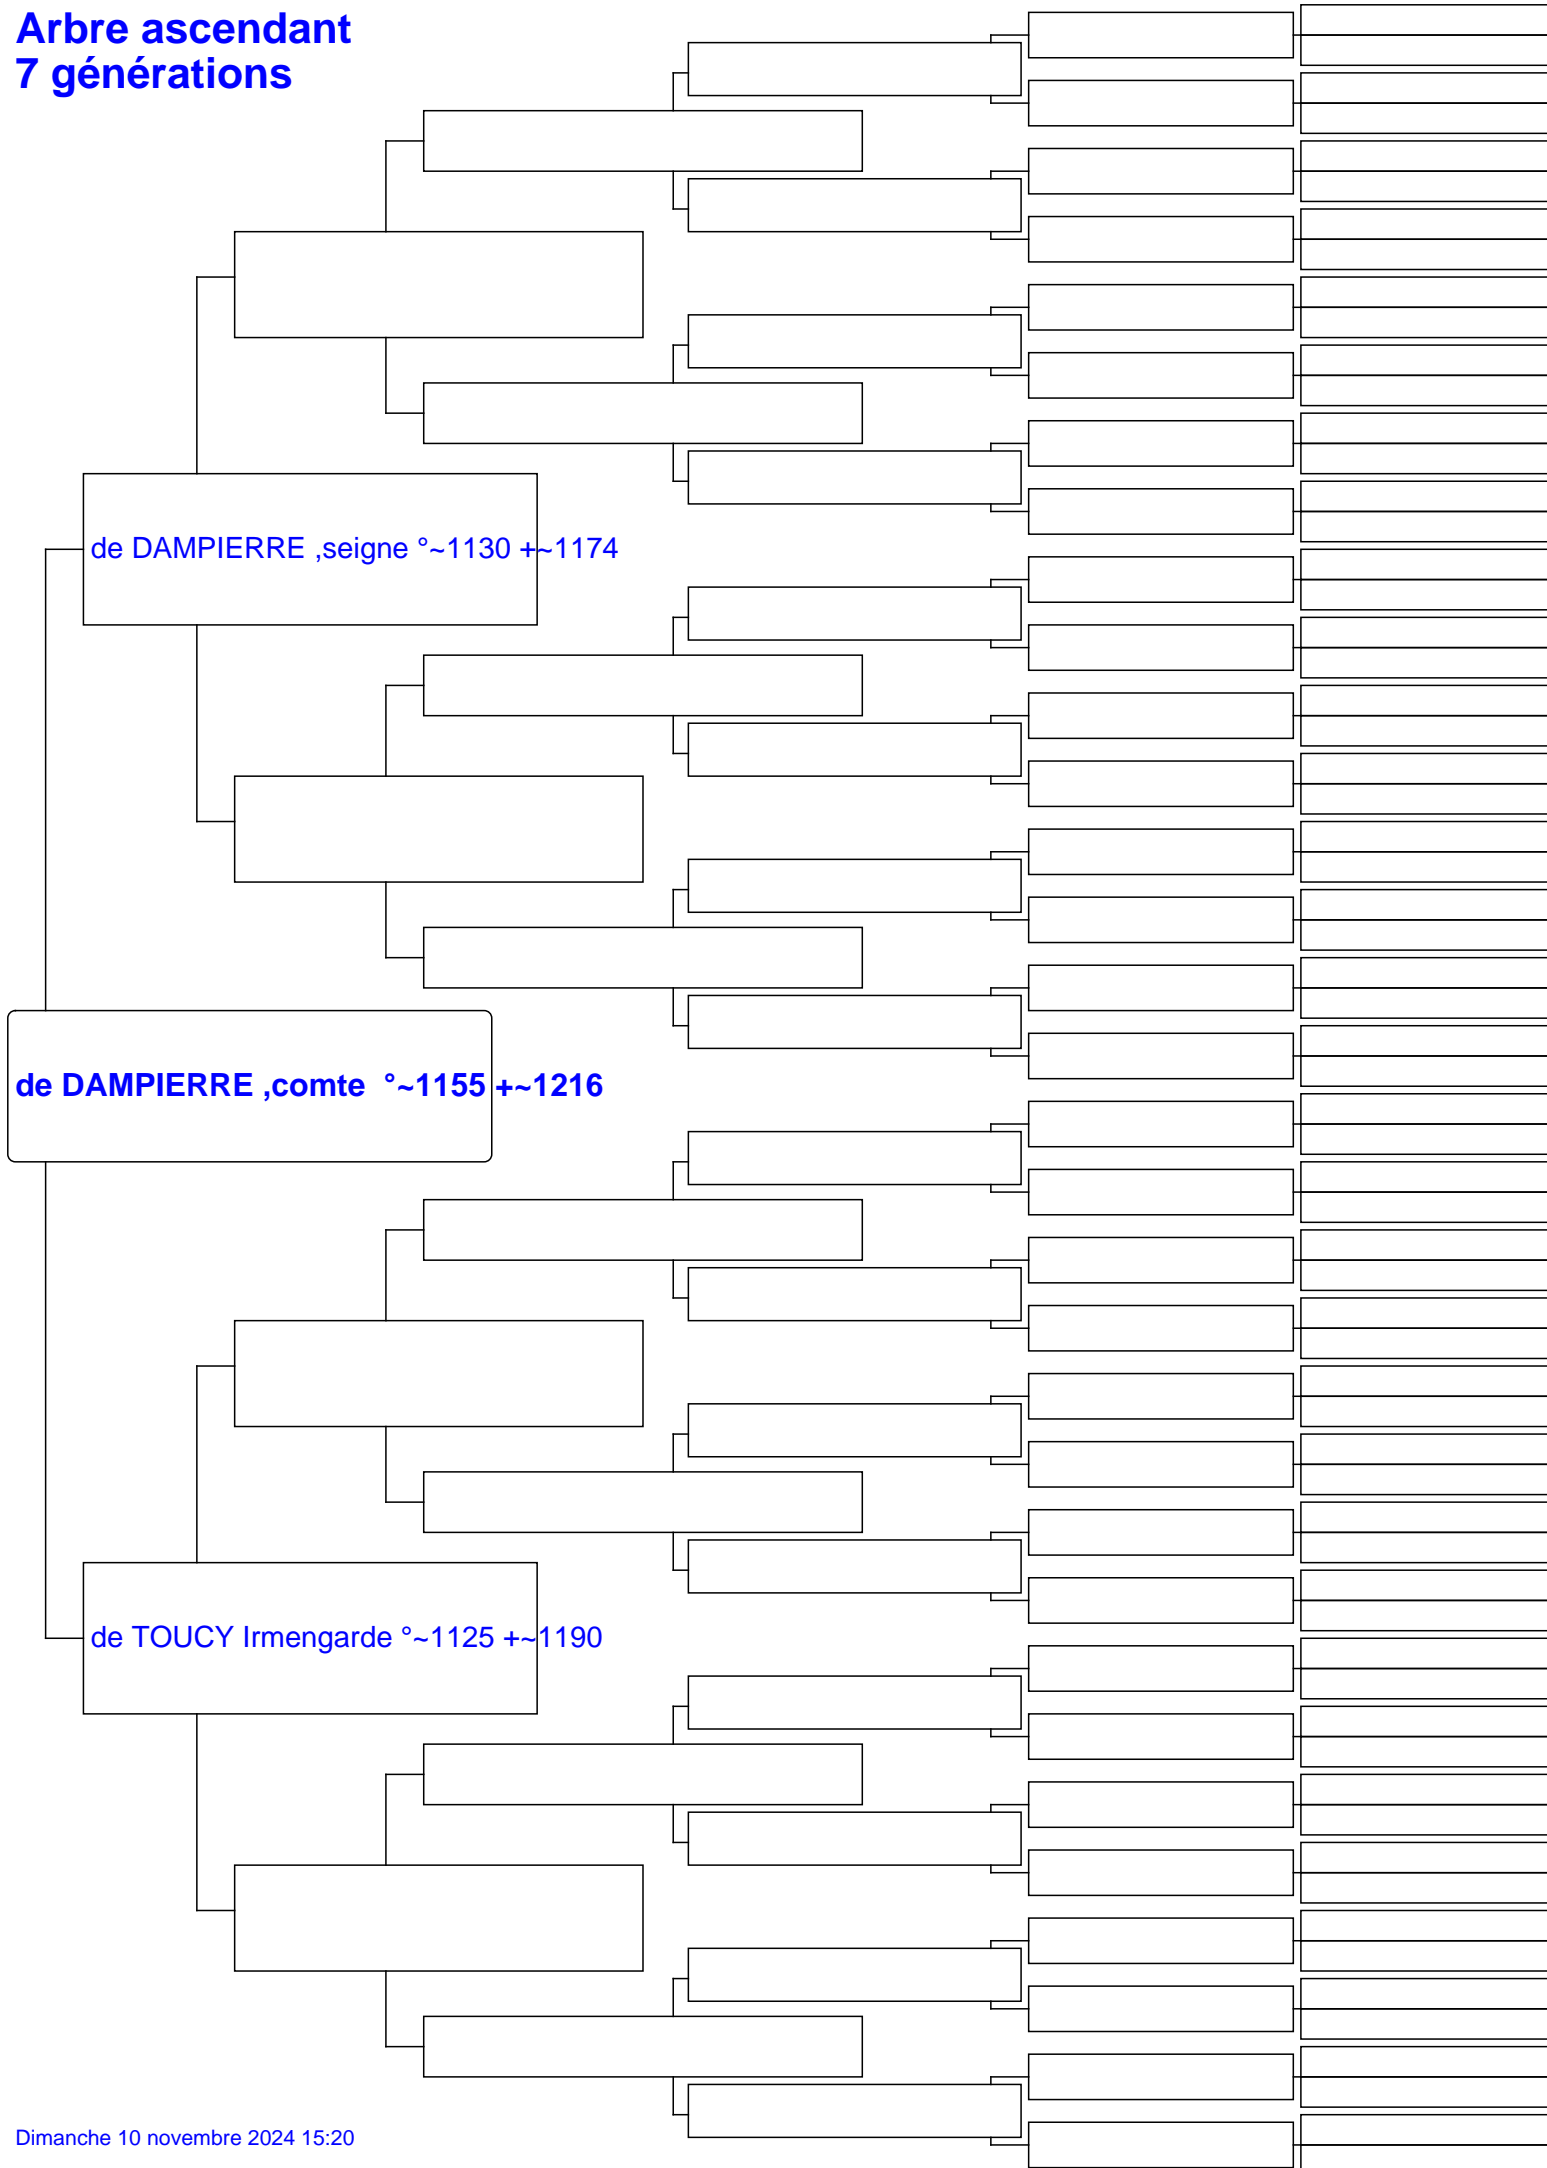 Arbre ascendant
7 générations
de DAMPIERRE ,seigne °~1130 +~1174
de DAMPIERRE ,comte  °~1155 +~1216
de TOUCY Irmengarde °~1125 +~1190
Dimanche 10 novembre 2024 15:20